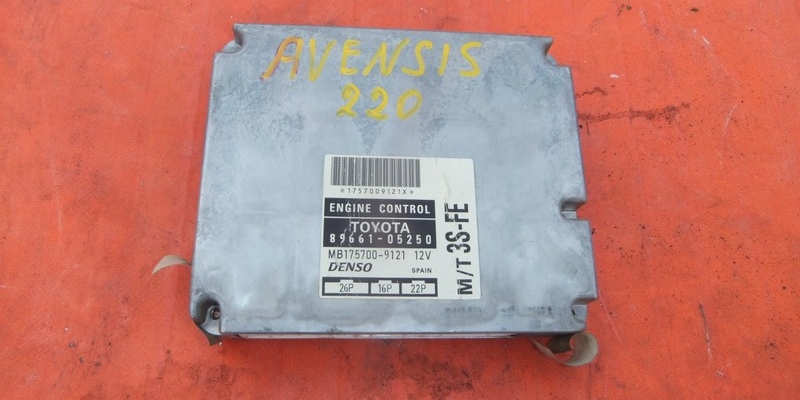 AVENSIS
220
*1757009121X*
ENGINE CONTROL
TOYOTA
89661-05250
MB175700-9121 12V
DENSO SPAIN
26P 16P 22P
M/T 3S-FE